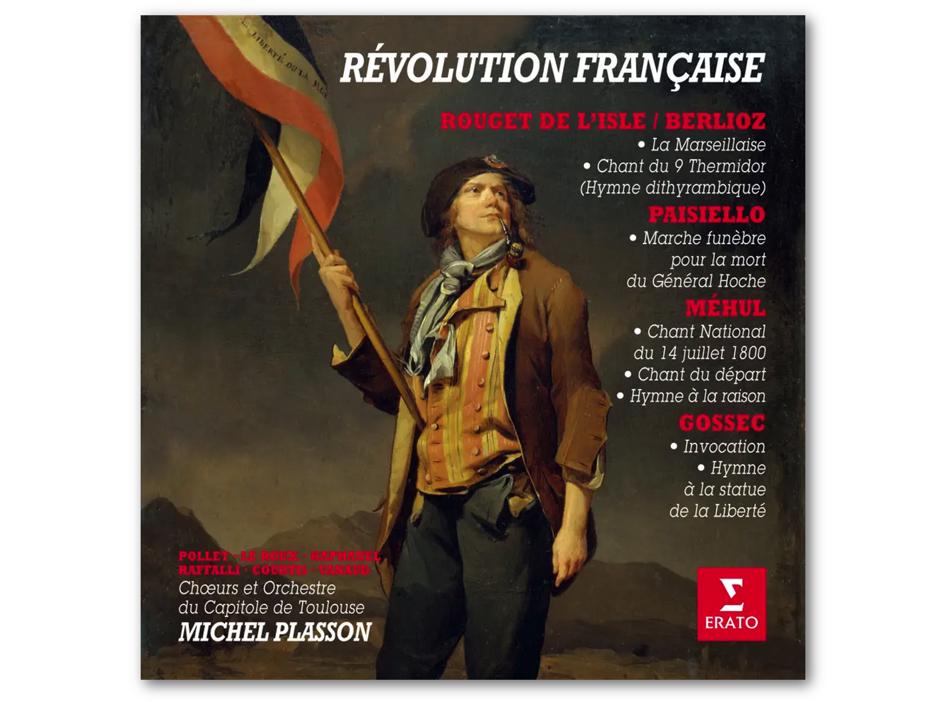 LIBERTÉ OU LA
RÉVOLUTION FRANÇAISE
ROUGET DE L'ISLE / BERLIOZ
• La Marseillaise
• Chant du 9 Thermidor
(Hymne dithyrambique)
PAISIELLO
• Marche funèbre
pour la mort
du Général Hoche
MÉHUL
• Chant National
du 14 juillet 1800
• Chant du départ
• Hymne à la raison
GOSSEC
• Invocation
• Hymne
à la statue
de la Liberté
POLLET · LE ROUX · RAPHANEL
RAFFALLI · COURTIS · VANAUD
Chœurs et Orchestre
du Capitole de Toulouse
MICHEL PLASSON
ERATO